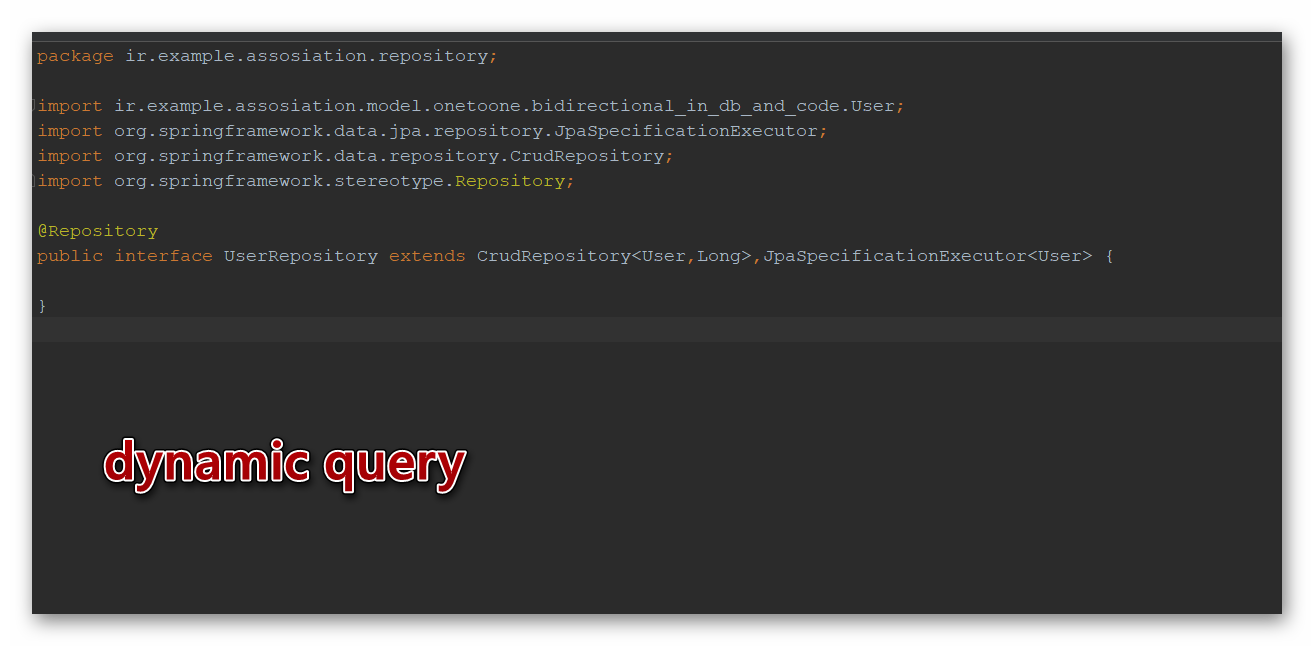 package ir.example.assosiation.repository;
import ir.example.assosiation.model.onetoone.bidirectional_in_db_and_code.User;
import org.springframework.data.jpa.repository.JpaSpecificationExecutor;
import org.springframework.data.repository.CrudRepository;
import org.springframework.stereotype.Repository;
@Repository
public interface UserRepository extends CrudRepository<User,Long>,JpaSpecificationExecutor<User> {
}
dynamic query